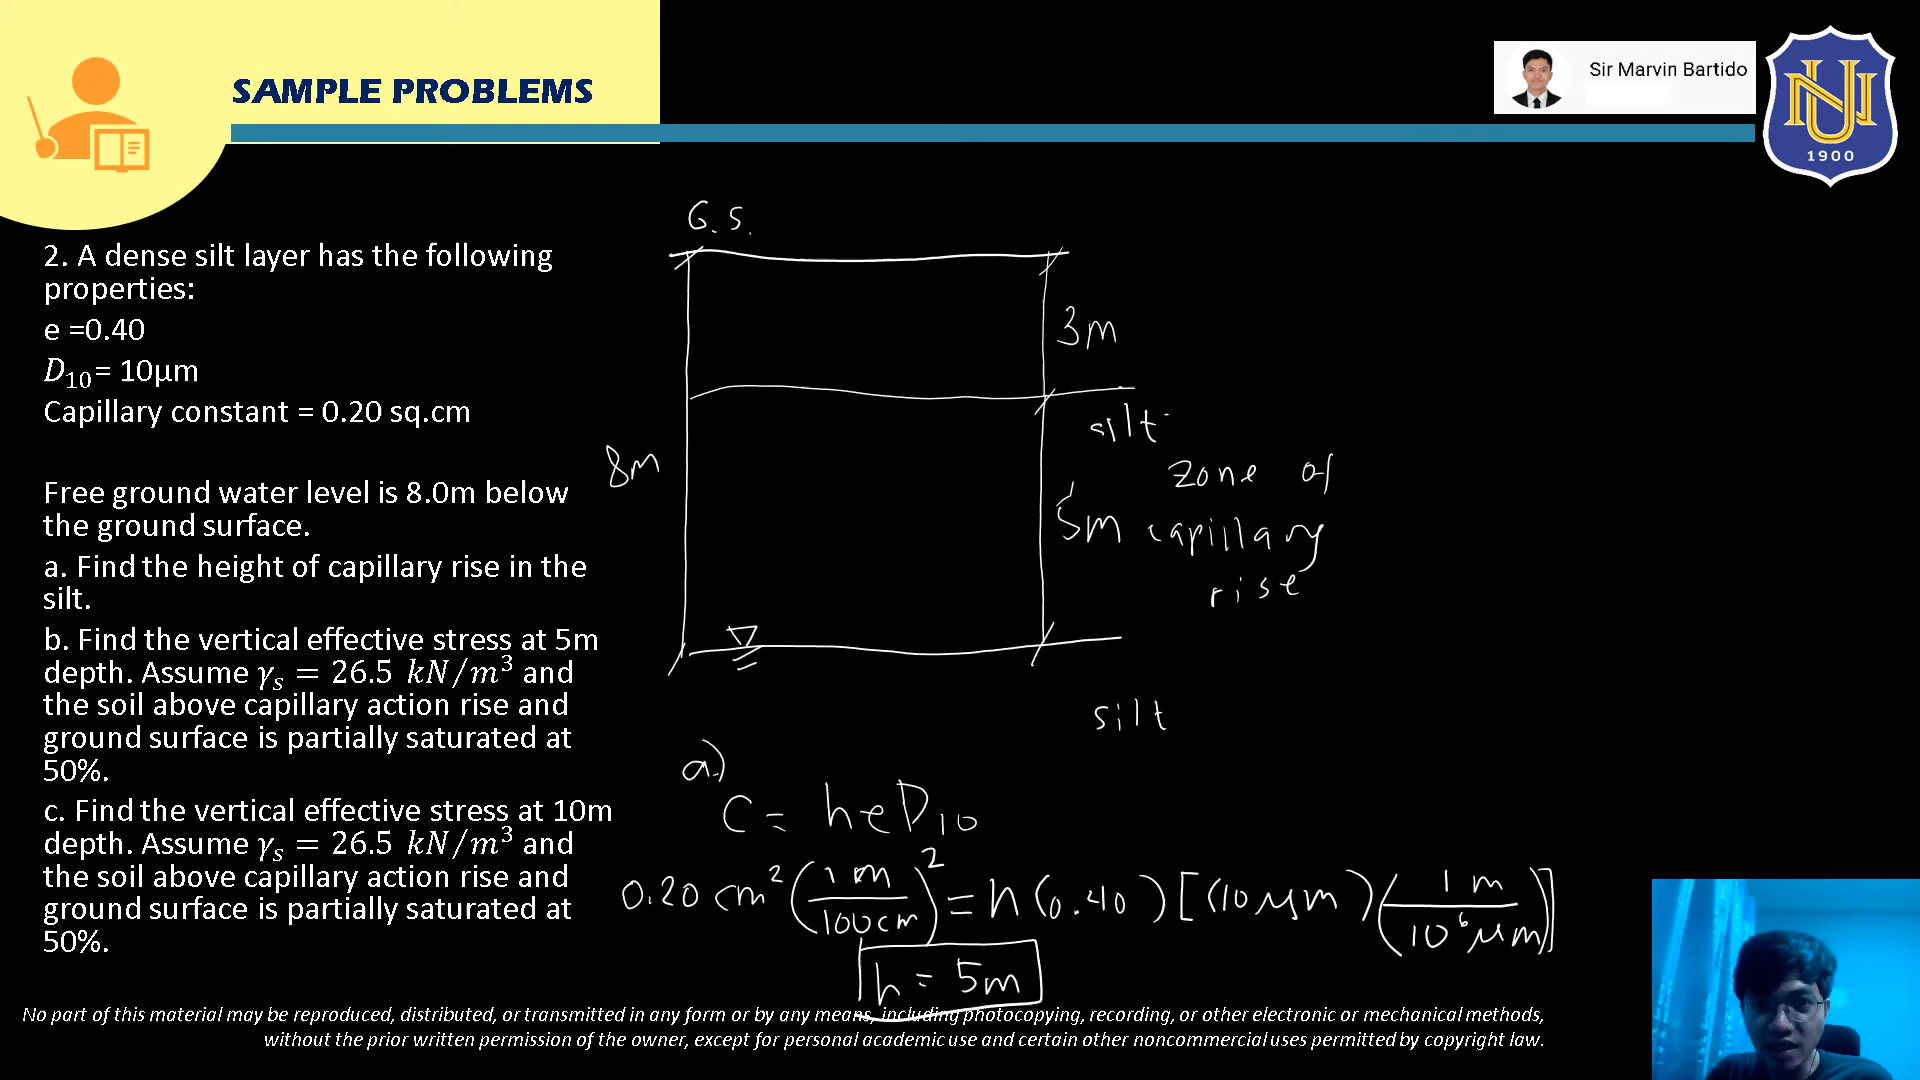 SAMPLE PROBLEMS
Sir Marvin Bartido
NU
1900
2. A dense silt layer has the following
properties:
e =0.40
D₁₀= 10μm
Capillary constant = 0.20 sq.cm
Free ground water level is 8.0m below
the ground surface.
a. Find the height of capillary rise in the
silt.
b. Find the vertical effective stress at 5m
depth. Assume γₛ = 26.5 kN/m³ and
the soil above capillary action rise and
ground surface is partially saturated at
50%.
c. Find the vertical effective stress at 10m
depth. Assume γₛ = 26.5 kN/m³ and
the soil above capillary action rise and
ground surface is partially saturated at
50%.
G.S.
3m
silt
8m
5m
zone of
capillary
rise
silt
a.)
C = heD₁₀
0.20 cm² (1m/100cm)² = h(0.40)[(10μm)(1m/10⁶μm)]
h = 5m
No part of this material may be reproduced, distributed, or transmitted in any form or by any means, including photocopying, recording, or other electronic or mechanical methods,
without the prior written permission of the owner, except for personal academic use and certain other noncommercial uses permitted by copyright law.